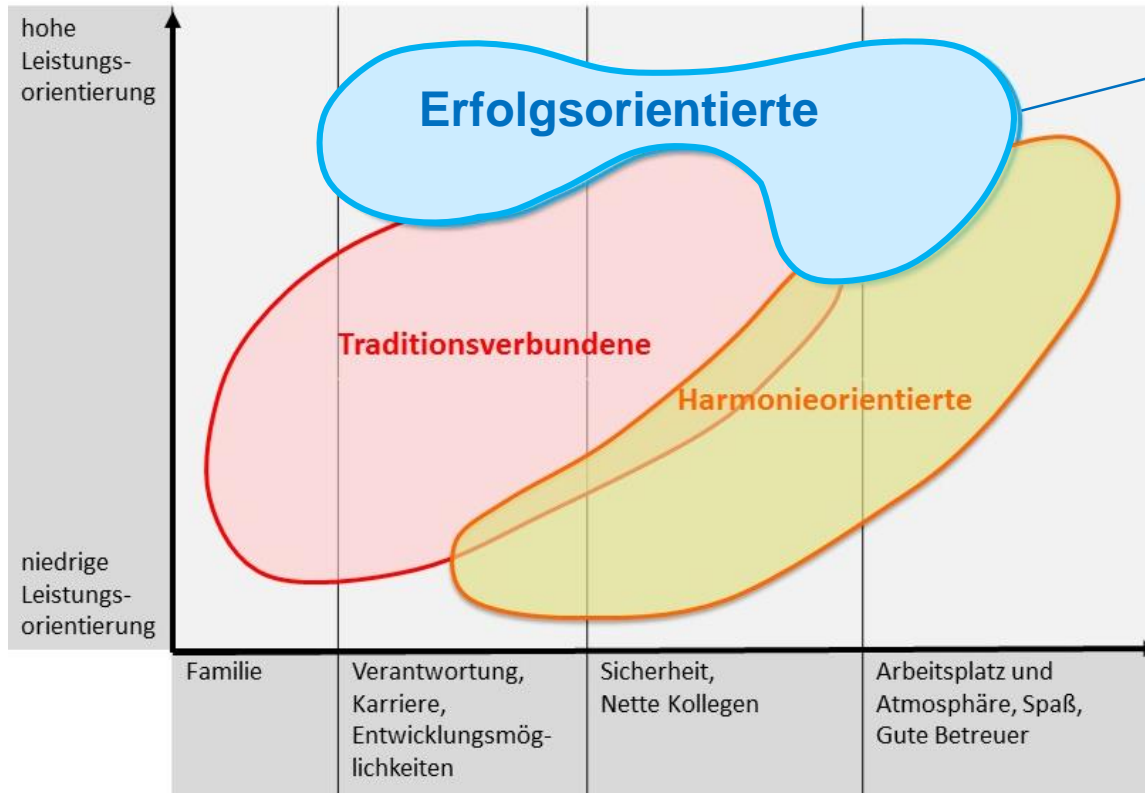 hohe
Leistungs-
orientierung
Erfolgsorientierte
Traditionsverbundene
Harmonieorientierte
niedrige
Leistungs-
orientierung
Familie
Verantwortung,
Karriere,
Entwicklungsmög-
lichkeiten
Sicherheit,
Nette Kollegen
Arbeitsplatz und
Atmosphäre, Spaß,
Gute Betreuer